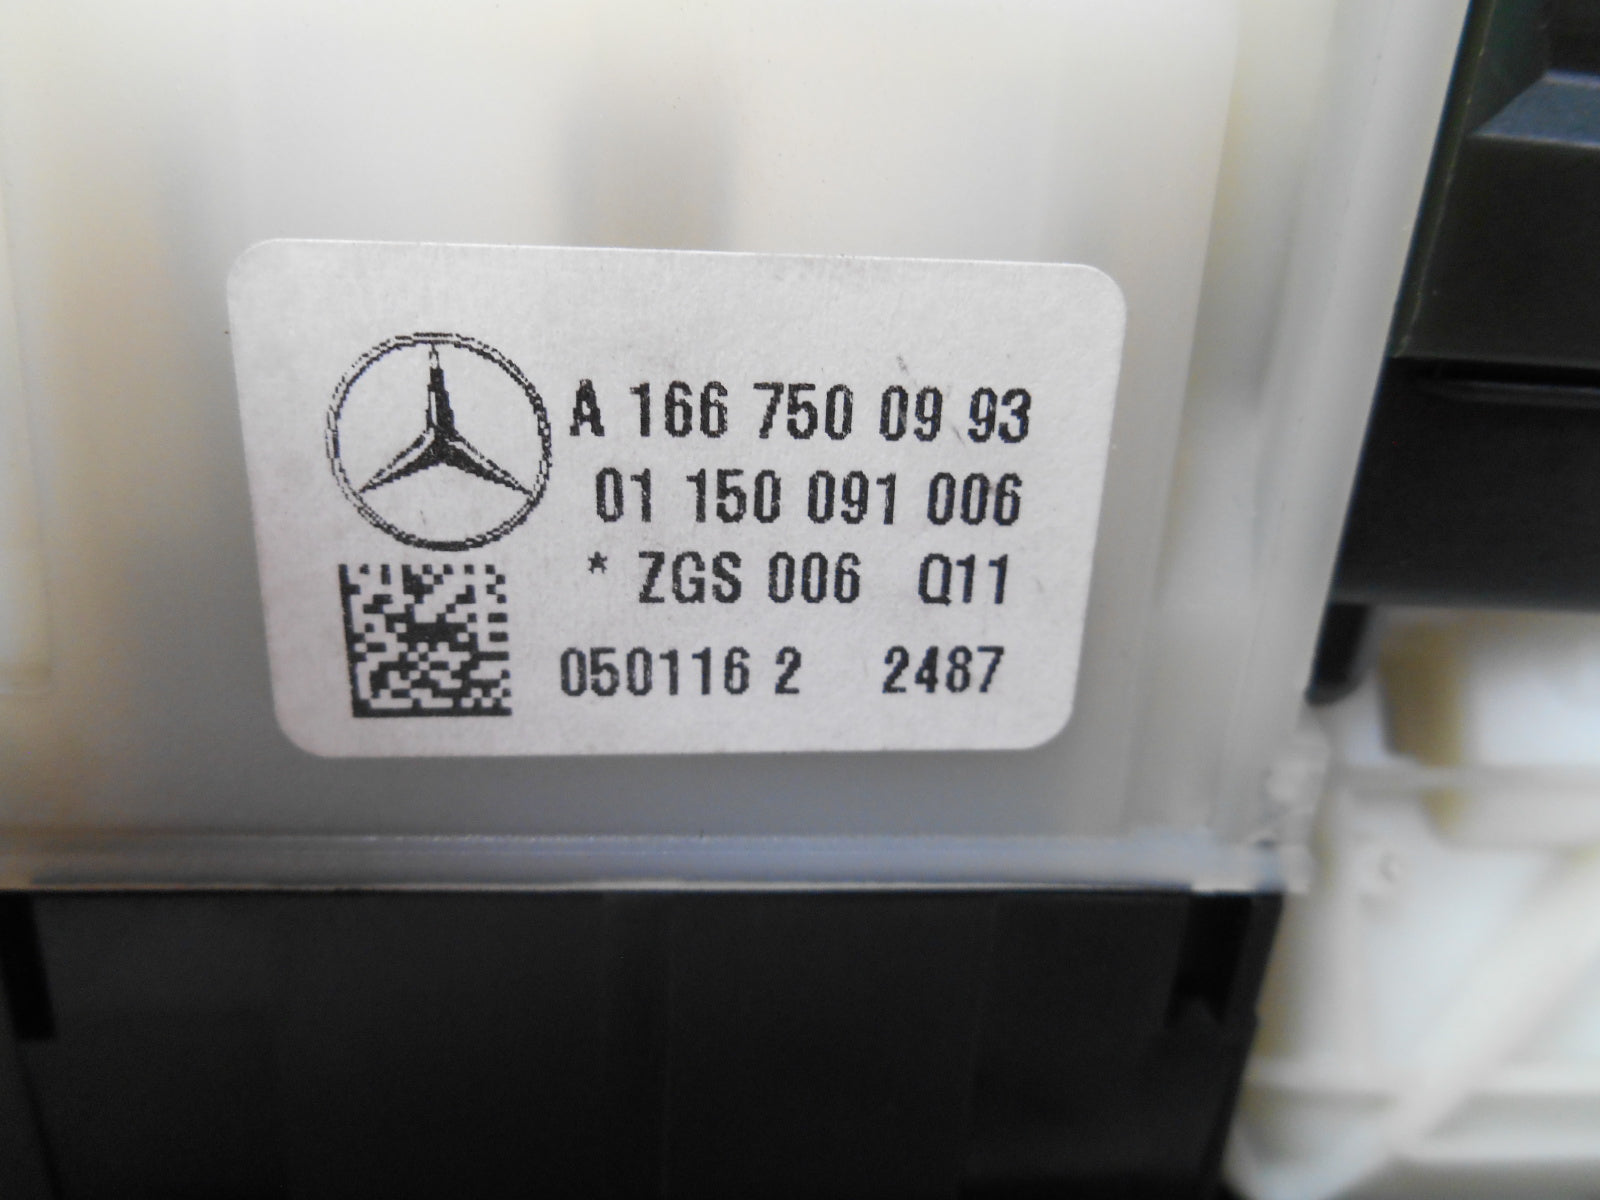 A 166 750 09 93
01 150 091 006
* ZGS 006 Q11
050116 2 2487